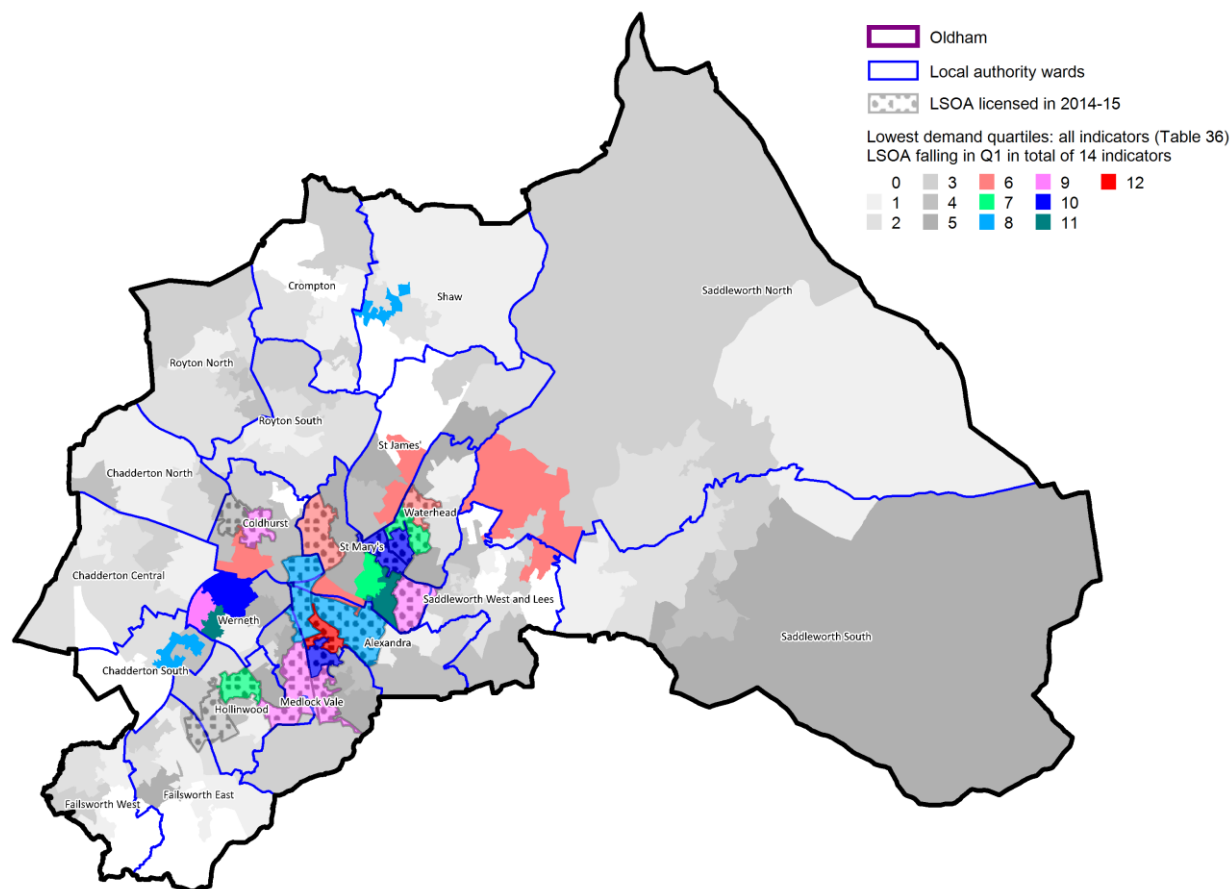 Oldham
Local authority wards
LSOA licensed in 2014-15
Lowest demand quartiles: all indicators (Table 36)
LSOA falling in Q1 in total of 14 indicators
0 3 6 9 12
1 4 7 10
2 5 8 11
Crompton
Shaw
Saddleworth North
Royton North
Royton South
St James'
Chadderton North
Waterhead
Coldhurst
St Mary's
Chadderton Central
Saddleworth West and Lees
Werneth
Saddleworth South
Alexandra
Chadderton South
Medlock Vale
Hollinwood
Failsworth West
Failsworth East